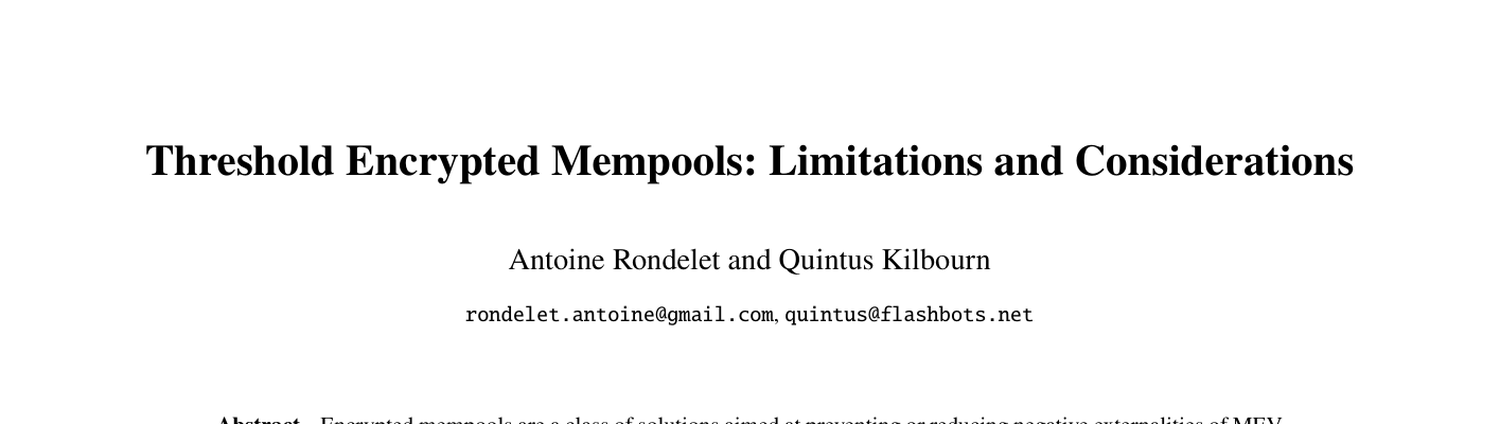 Threshold Encrypted Mempools: Limitations and Considerations
Antoine Rondelet and Quintus Kilbourn
rondelet.antoine@gmail.com, quintus@flashbots.net
Abstract Encrypted mempools are a class of solutions aimed at preventing or reducing negative externalities of MEV